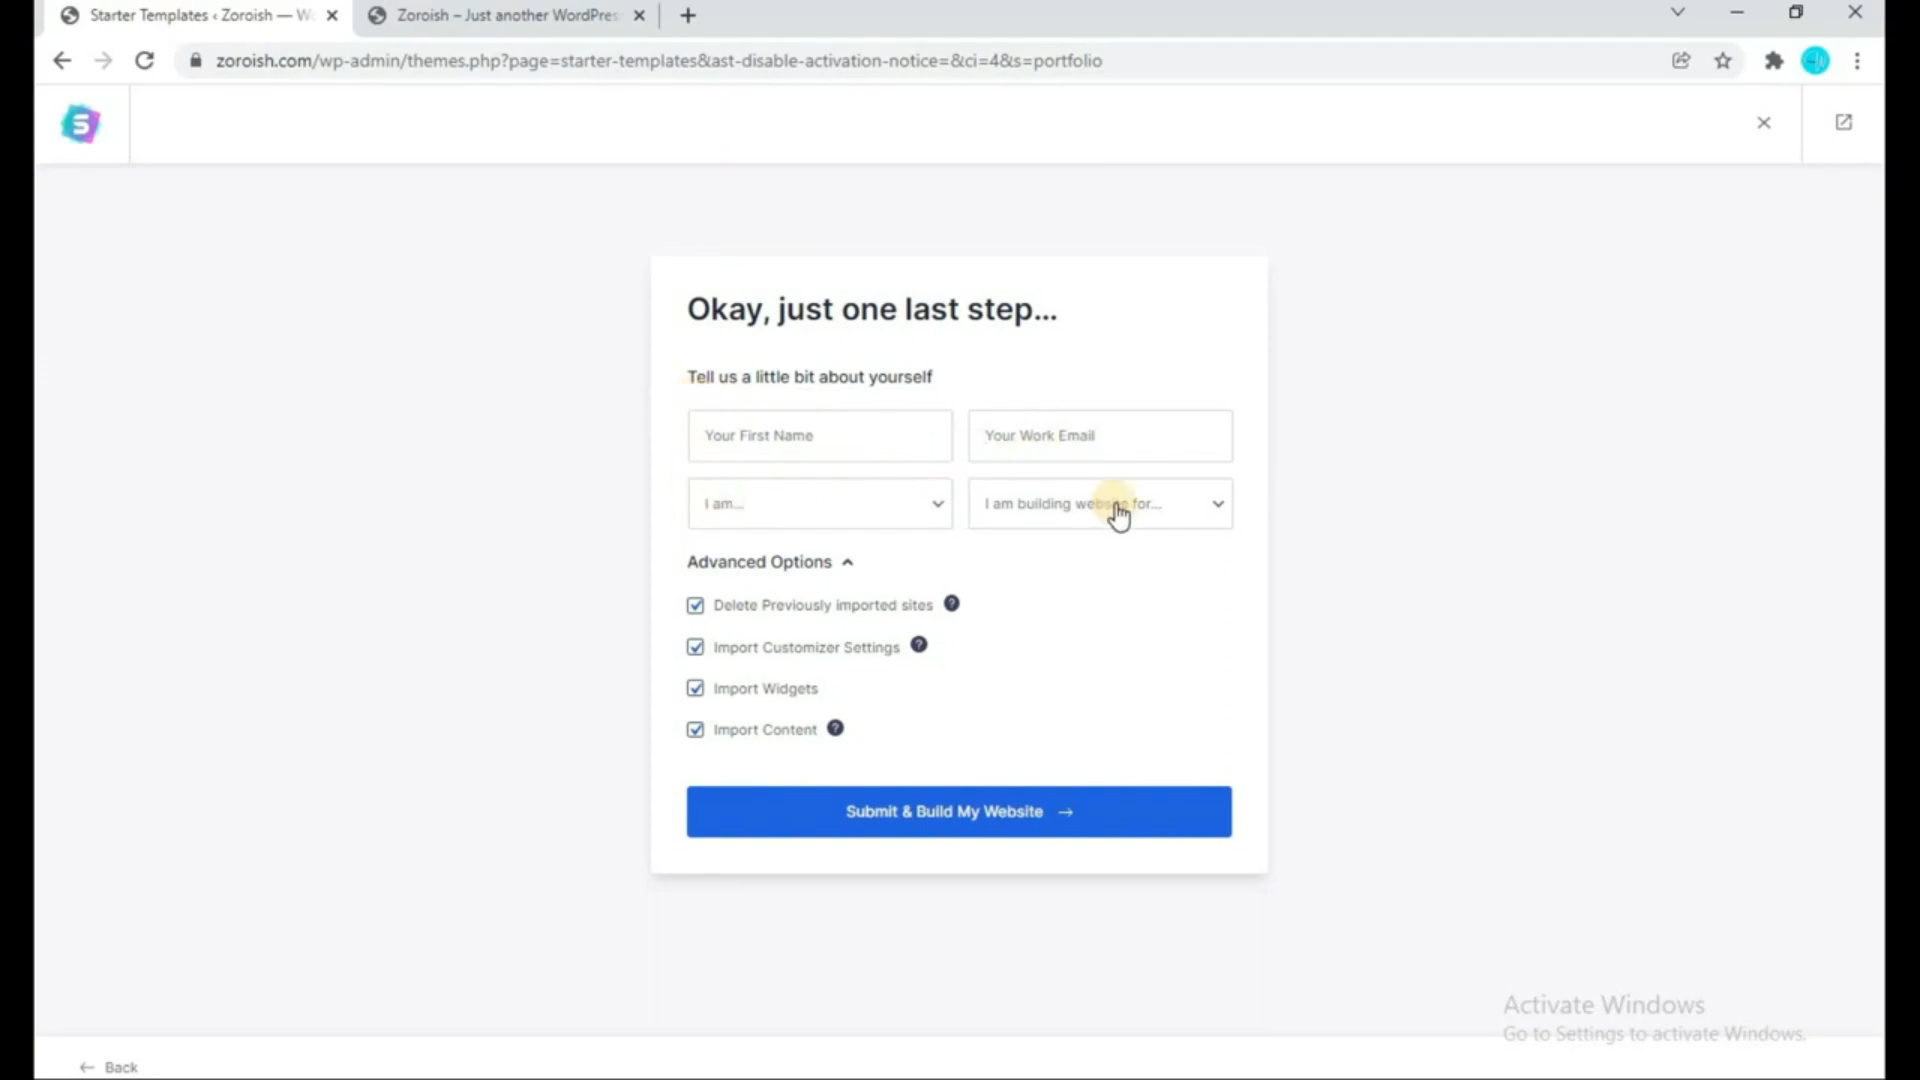 Starter Templates ‹ Zoroish — W
Zoroish – Just another WordPres
zoroish.com/wp-admin/themes.php?page=starter-templates&ast-disable-activation-notice=&ci=4&s=portfolio
Okay, just one last step...
Tell us a little bit about yourself
Your First Name
Your Work Email
I am...
I am building website for...
Advanced Options
Delete Previously imported sites ?
Import Customizer Settings ?
Import Widgets
Import Content ?
Submit & Build My Website →
Activate Windows
Go to Settings to activate Windows.
← Back